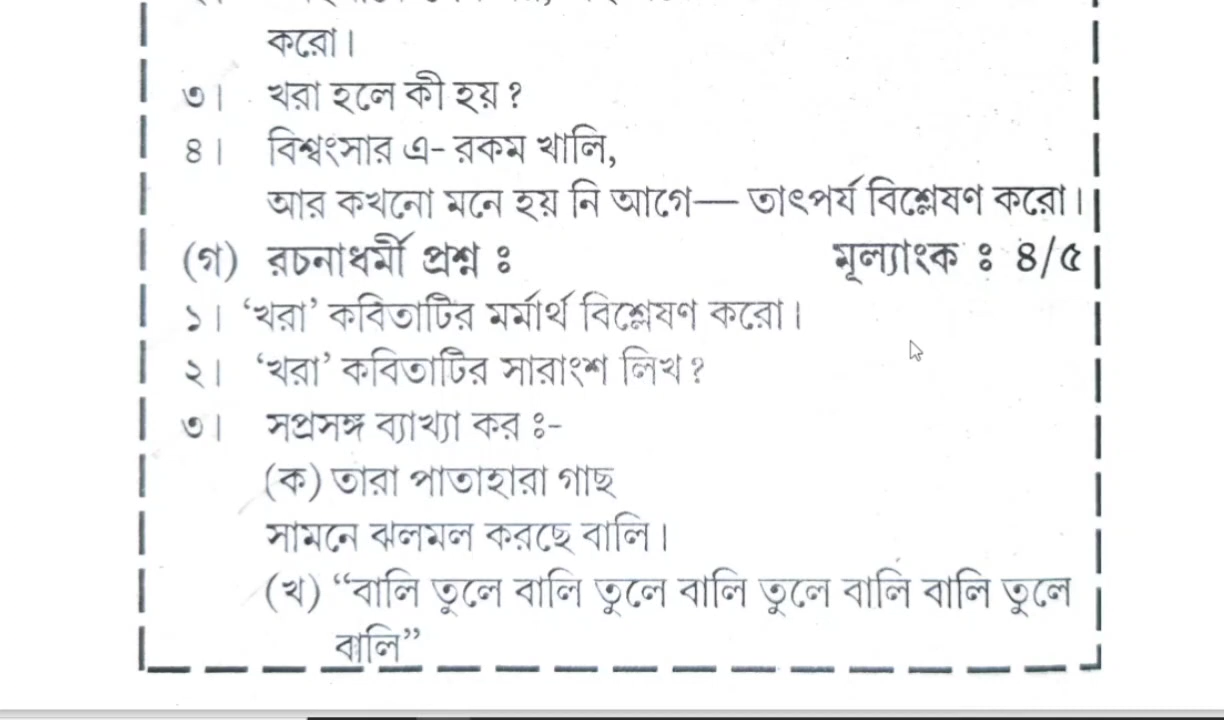 করো।
৩। খরা হলে কী হয়?
৪। বিশ্বংসার এ- রকম খালি,
আর কখনো মনে হয় নি আগে— তাৎপর্য বিশ্লেষণ করো।
(গ) রচনাধর্মী প্রশ্ন ঃ মূল্যাংক ঃ ৪/৫
১। ‘খরা’ কবিতাটির মর্মার্থ বিশ্লেষণ করো।
২। ‘খরা’ কবিতাটির সারাংশ লিখ?
৩। সপ্রসঙ্গ ব্যাখ্যা কর ঃ-
(ক) তারা পাতাহারা গাছ
সামনে ঝলমল করছে বালি।
(খ) “বালি তুলে বালি তুলে বালি তুলে বালি বালি তুলে
বালি”